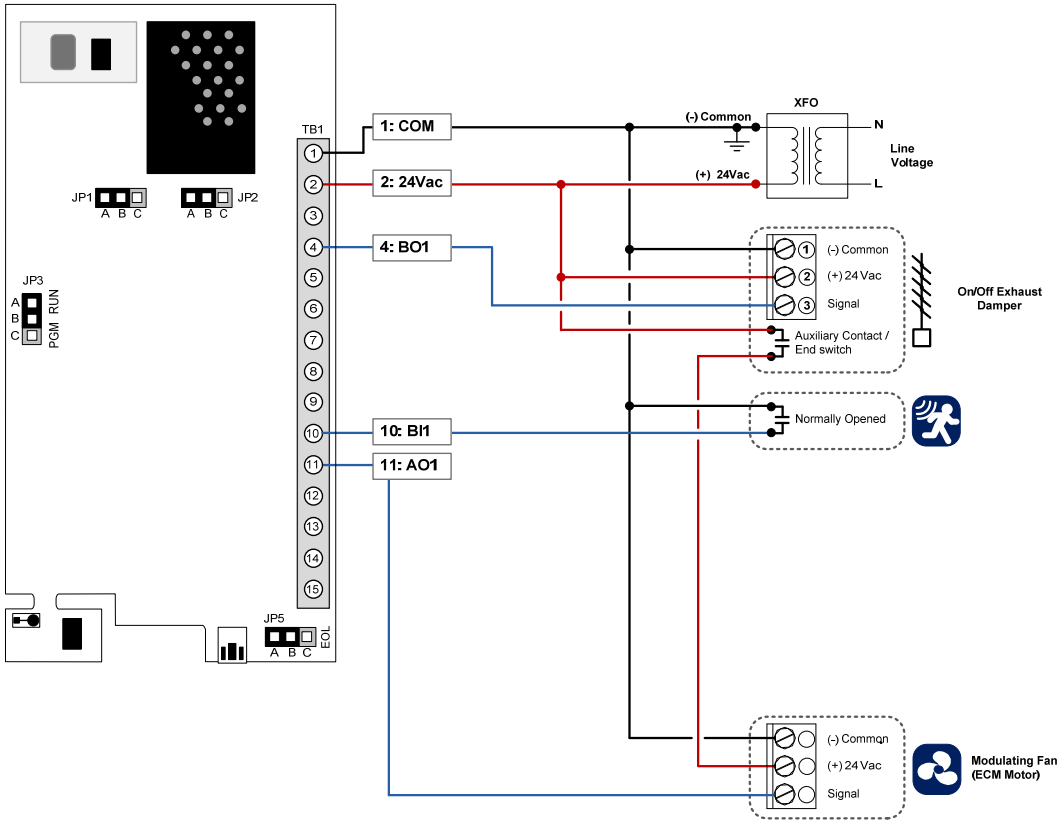 TB1
1
2
3
4
5
6
7
8
9
10
11
12
13
14
15
JP1
A B C
JP2
A B C
JP3
A
B
C
RUN
PGM
JP5
A B C
EOL
1: COM
2: 24Vac
4: BO1
10: BI1
11: AO1
XFO
(-) Common
(+) 24Vac
N
L
Line
Voltage
1 (-) Common
2 (+) 24 Vac
3 Signal
Auxiliary Contact /
End switch
On/Off Exhaust
Damper
Normally Opened
(-) Common
(+) 24 Vac
Signal
Modulating Fan
(ECM Motor)